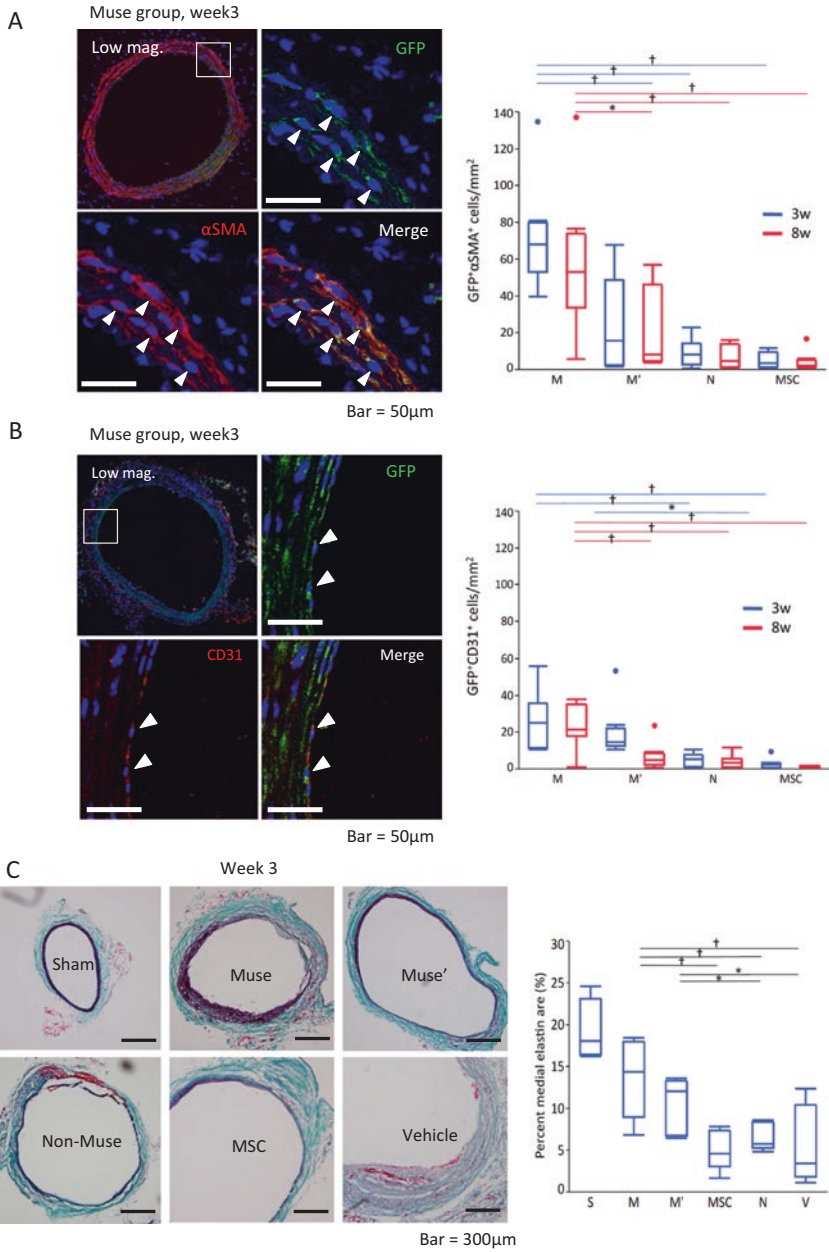 A
Muse group, week3
Low mag.
GFP
αSMA
Merge
Bar = 50μm
GFP⁺αSMA⁺ cells/mm²
140
120
100
80
60
40
20
0
† † †
† † *
3w
8w
M M' N MSC
B
Muse group, week3
Low mag.
GFP
CD31
Merge
Bar = 50μm
GFP⁺CD31⁺ cells/mm²
140
120
100
80
60
40
20
0
† † *
† † †
3w
8w
M M' N MSC
C
Week 3
Sham
Muse
Muse’
Non-Muse
MSC
Vehicle
Bar = 300μm
Percent medial elastin are (%)
30
25
20
15
10
5
0
† † †
* *
S M M' MSC N V